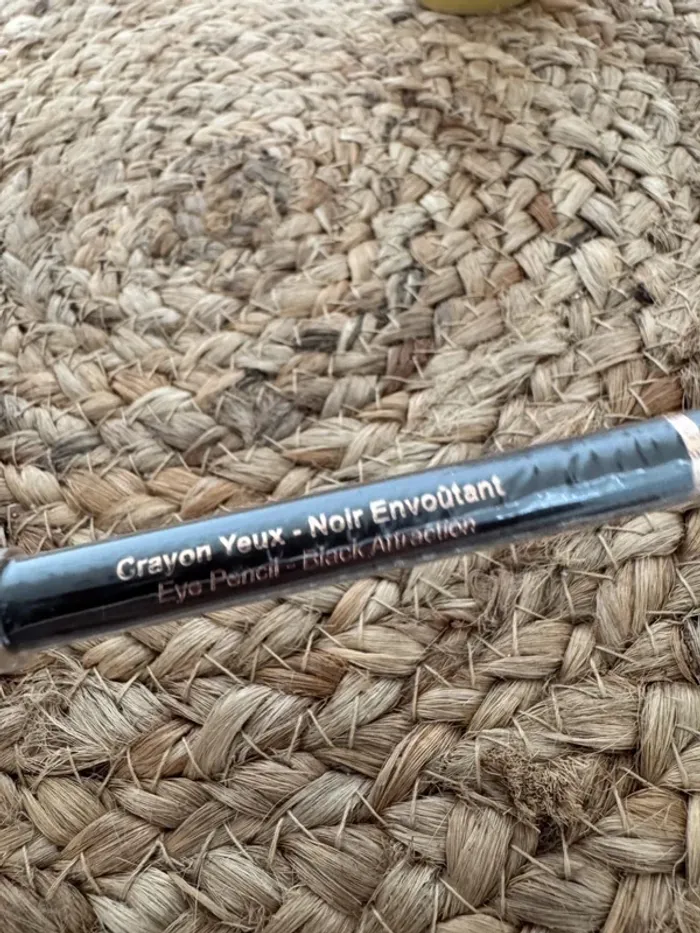 Crayon Yeux - Noir Envoûtant
Eye Pencil - Black Attraction